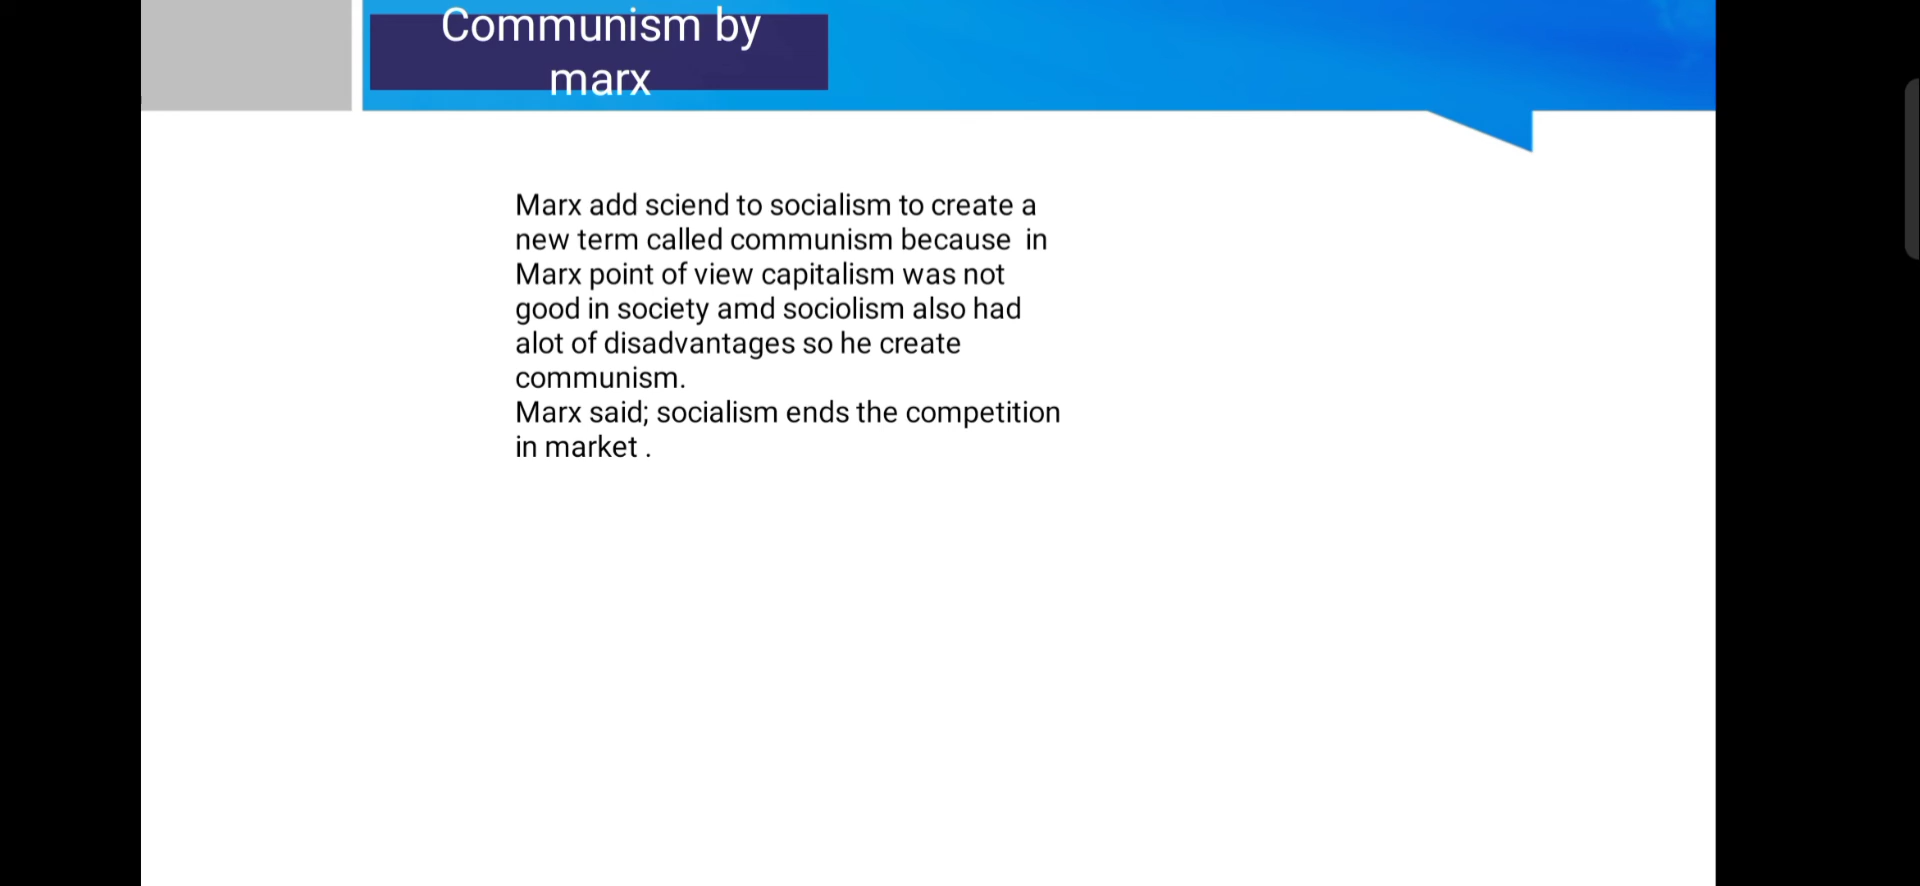 Communism by
marx
Marx add sciend to socialism to create a
new term called communism because  in
Marx point of view capitalism was not
good in society amd sociolism also had
alot of disadvantages so he create
communism.
Marx said; socialism ends the competition
in market .